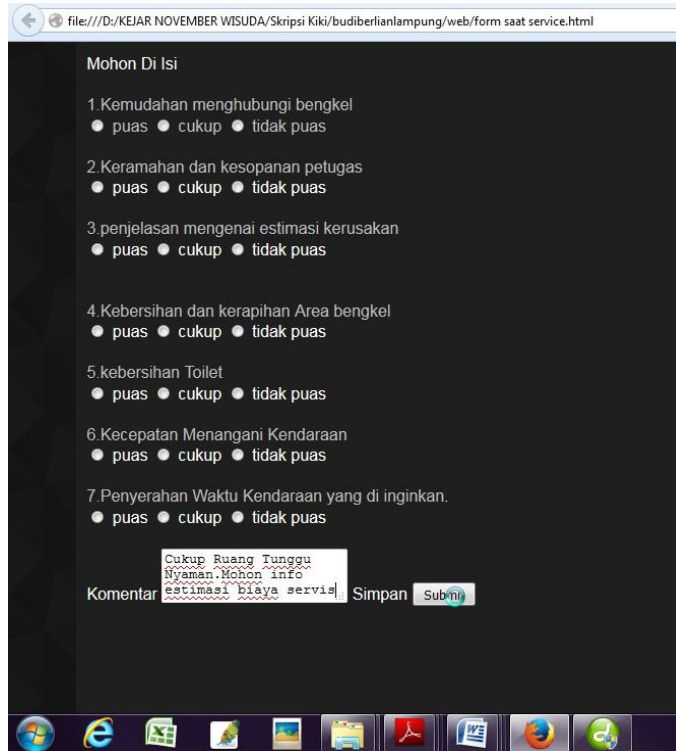 file:///D:/KEJAR NOVEMBER WISUDA/Skripsi Kiki/budiberlianlampung/web/form saat service.html
Mohon Di Isi
1.Kemudahan menghubungi bengkel
puas cukup tidak puas
2.Keramahan dan kesopanan petugas
puas cukup tidak puas
3.penjelasan mengenai estimasi kerusakan
puas cukup tidak puas
4.Kebersihan dan kerapihan Area bengkel
puas cukup tidak puas
5.kebersihan Toilet
puas cukup tidak puas
6.Kecepatan Menangani Kendaraan
puas cukup tidak puas
7.Penyerahan Waktu Kendaraan yang di inginkan.
puas cukup tidak puas
Cukup Ruang Tunggu
Nyaman.Mohon info
Komentar estimasi biaya servis Simpan Submit